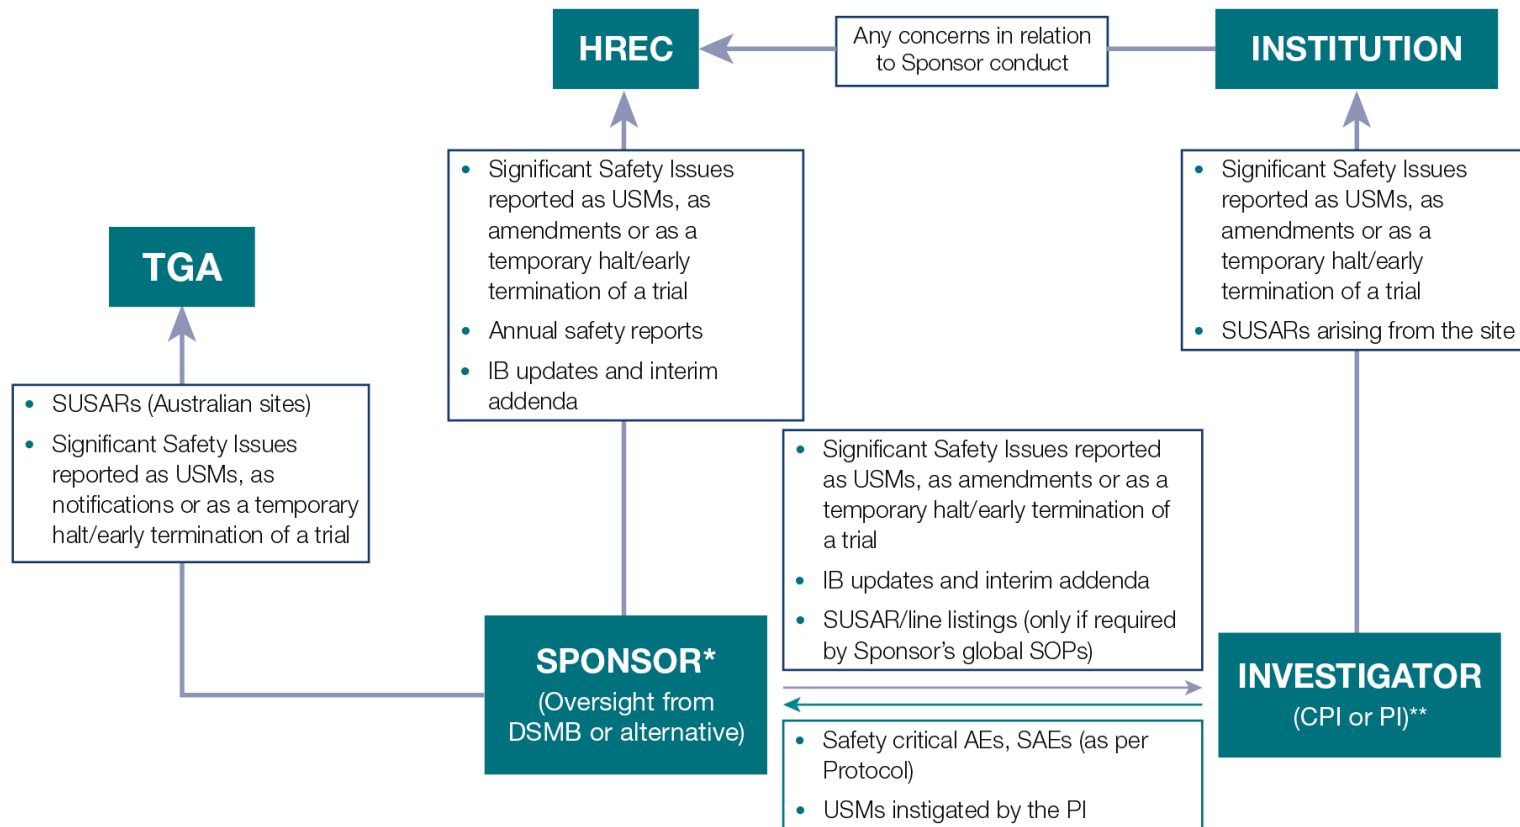 HREC
Any concerns in relation
to Sponsor conduct
INSTITUTION
• Significant Safety Issues
reported as USMs, as
amendments or as a
temporary halt/early
termination of a trial
• Annual safety reports
• IB updates and interim
addenda
• Significant Safety Issues
reported as USMs, as
amendments or as a
temporary halt/early
termination of a trial
• SUSARs arising from the site
TGA
• SUSARs (Australian sites)
• Significant Safety Issues
reported as USMs, as
notifications or as a temporary
halt/early termination of a trial
• Significant Safety Issues reported
as USMs, as amendments or as a
temporary halt/early termination of
a trial
• IB updates and interim addenda
• SUSAR/line listings (only if required
by Sponsor's global SOPs)
SPONSOR*
(Oversight from
DSMB or alternative)
INVESTIGATOR
(CPI or PI)**
• Safety critical AEs, SAEs (as per
Protocol)
• USMs instigated by the PI